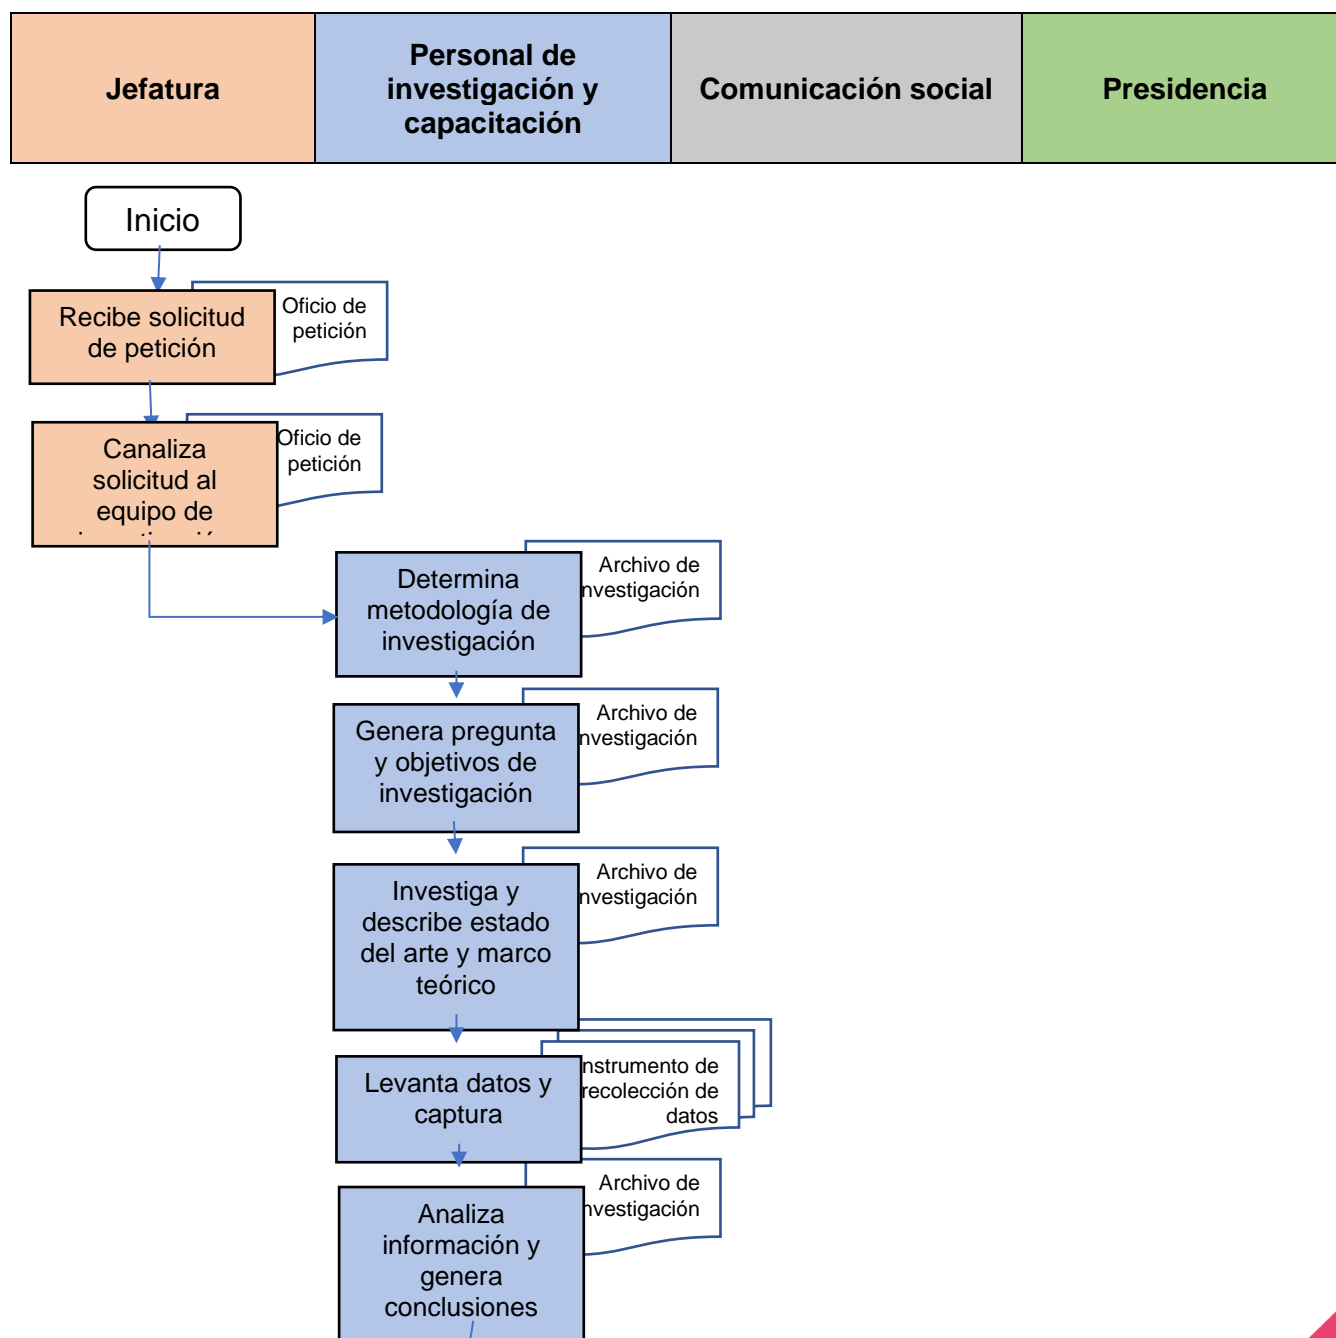 Jefatura
Personal de
investigación y
capacitación
Comunicación social
Presidencia
Inicio
Recibe solicitud
de petición
Oficio de
petición
Canaliza
solicitud al
equipo de
Oficio de
petición
Determina
metodología de
investigación
Archivo de
nvestigación
Genera pregunta
y objetivos de
investigación
Archivo de
nvestigación
Investiga y
describe estado
del arte y marco
teórico
Archivo de
nvestigación
Levanta datos y
captura
nstrumento de
recolección de
datos
Analiza
información y
genera
conclusiones
Archivo de
nvestigación